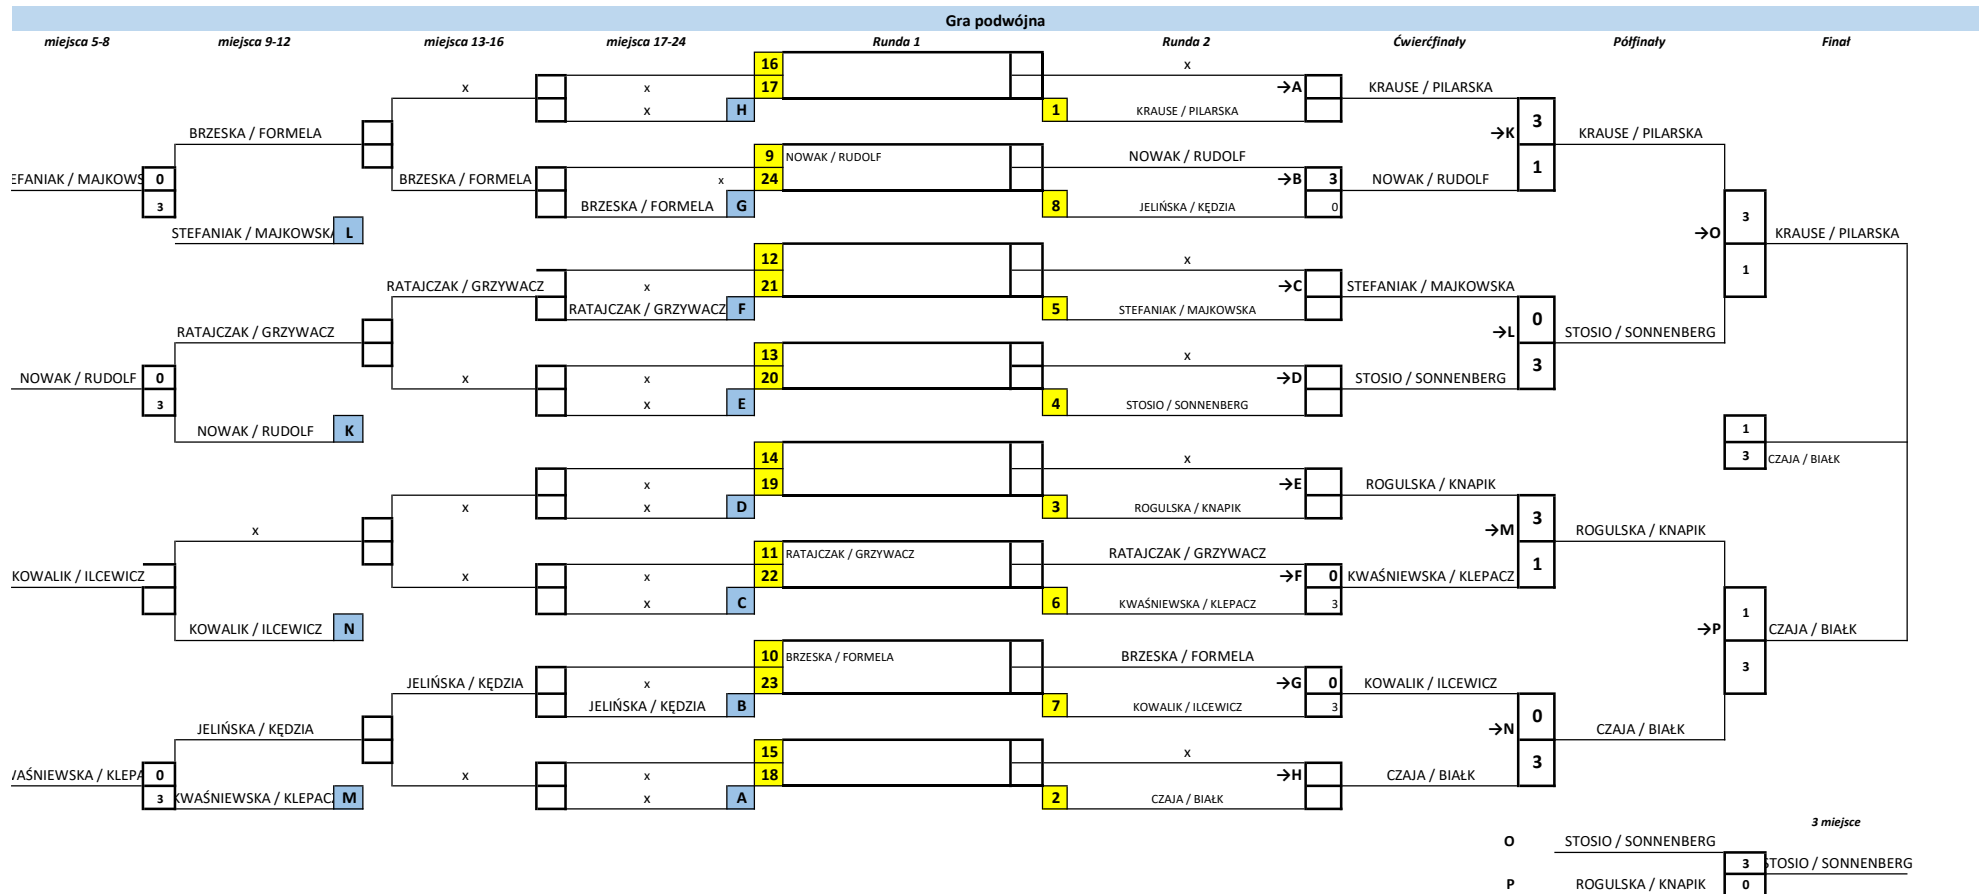 Gra podwójna
miejsca 5-8 miejsca 9-12 miejsca 13-16 miejsca 17-24 Runda 1 Runda 2 Ćwierćfinały Półfinały Finał
16 x
x x 17 →A KRAUSE / PILARSKA
x H 1 KRAUSE / PILARSKA
BRZESKA / FORMELA →K 3 KRAUSE / PILARSKA
9 NOWAK / RUDOLF NOWAK / RUDOLF 1
EFANIAK / MAJKOWS 0 BRZESKA / FORMELA x 24 →B 3 NOWAK / RUDOLF
3 BRZESKA / FORMELA G 8 JELIŃSKA / KĘDZIA 0 3
STEFANIAK / MAJKOWSKA L →O KRAUSE / PILARSKA
12 x 1
RATAJCZAK / GRZYWACZ x 21 →C STEFANIAK / MAJKOWSKA
RATAJCZAK / GRZYWACZ F 5 STEFANIAK / MAJKOWSKA 0
RATAJCZAK / GRZYWACZ →L STOSIO / SONNENBERG
13 x 3
NOWAK / RUDOLF 0 x x 20 →D STOSIO / SONNENBERG
3 x E 4 STOSIO / SONNENBERG
NOWAK / RUDOLF K 1
14 x 3 CZAJA / BIAŁK
x 19 →E ROGULSKA / KNAPIK
x x D 3 ROGULSKA / KNAPIK 3
x →M ROGULSKA / KNAPIK
11 RATAJCZAK / GRZYWACZ RATAJCZAK / GRZYWACZ 1
KOWALIK / ILCEWICZ x x 22 →F 0 KWAŚNIEWSKA / KLEPACZ
x C 6 KWAŚNIEWSKA / KLEPACZ 3 1
KOWALIK / ILCEWICZ N →P CZAJA / BIAŁK
10 BRZESKA / FORMELA BRZESKA / FORMELA 3
JELIŃSKA / KĘDZIA x 23 →G 0 KOWALIK / ILCEWICZ
JELIŃSKA / KĘDZIA B 7 KOWALIK / ILCEWICZ 3 0
JELIŃSKA / KĘDZIA →N CZAJA / BIAŁK
15 x 3
WAŚNIEWSKA / KLEPA 0 x x 18 →H CZAJA / BIAŁK
3 KWAŚNIEWSKA / KLEPACZ M x A 2 CZAJA / BIAŁK
3 miejsce
O STOSIO / SONNENBERG
3 STOSIO / SONNENBERG
P ROGULSKA / KNAPIK 0